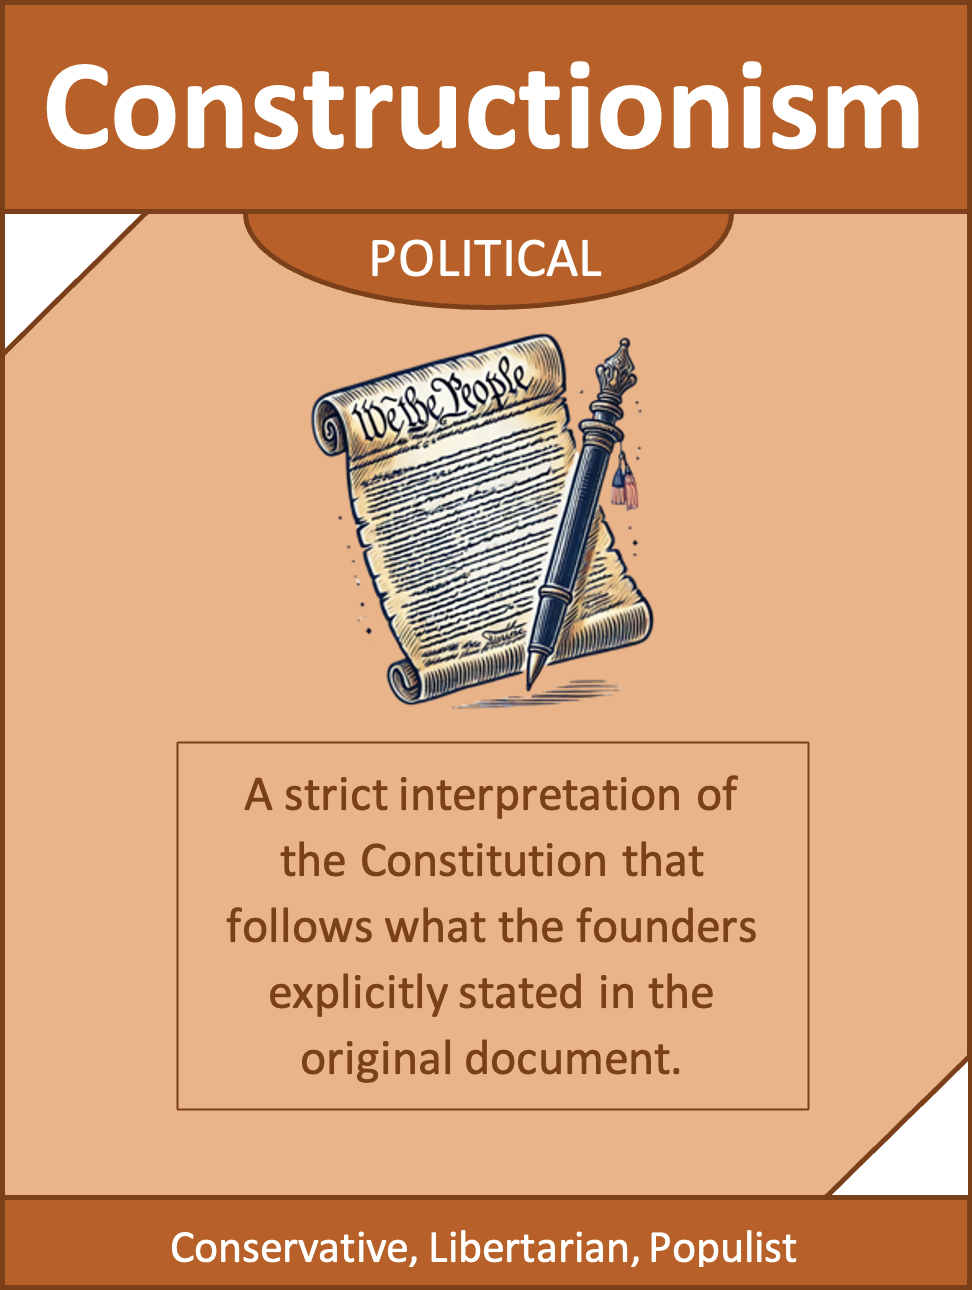 Constructionism
POLITICAL
We the People
A strict interpretation of
the Constitution that
follows what the founders
explicitly stated in the
original document.
Conservative, Libertarian, Populist